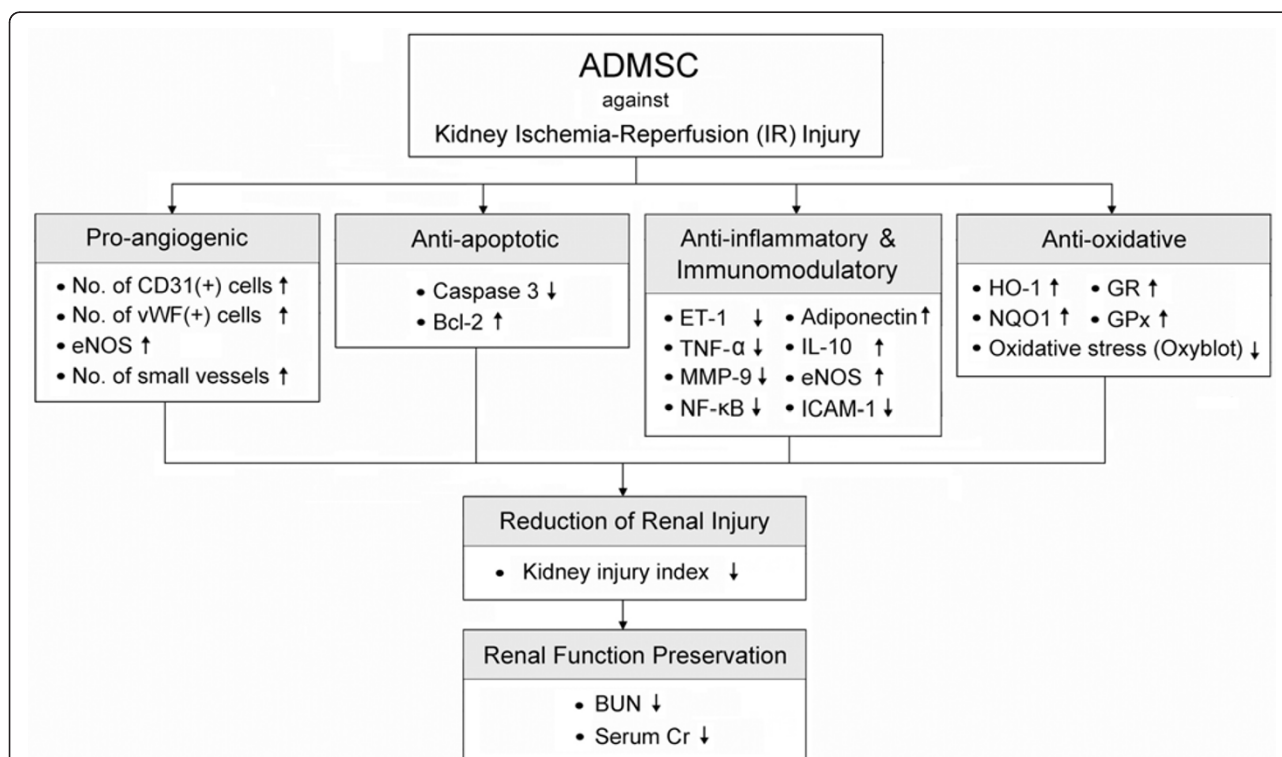 ADMSC
against
Kidney Ischemia-Reperfusion (IR) Injury
Pro-angiogenic
• No. of CD31(+) cells ↑
• No. of vWF(+) cells ↑
• eNOS ↑
• No. of small vessels ↑
Anti-apoptotic
• Caspase 3 ↓
• Bcl-2 ↑
Anti-inflammatory &
Immunomodulatory
• ET-1 ↓ • Adiponectin ↑
• TNF-α ↓ • IL-10 ↑
• MMP-9 ↓ • eNOS ↑
• NF-κB ↓ • ICAM-1 ↓
Anti-oxidative
• HO-1 ↑ • GR ↑
• NQO1 ↑ • GPx ↑
• Oxidative stress (Oxyblot) ↓
Reduction of Renal Injury
• Kidney injury index ↓
Renal Function Preservation
• BUN ↓
• Serum Cr ↓